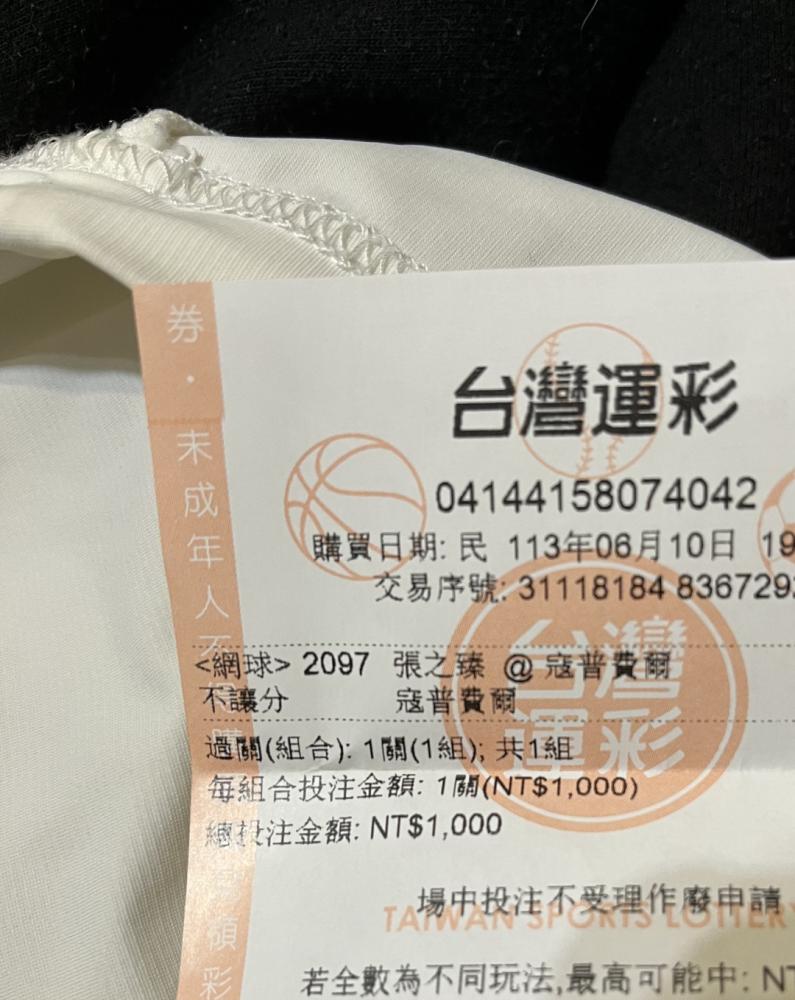 台灣運彩
04144158074042
購買日期: 民 113年06月10日 19
交易序號: 31118184 8367292
<網球> 2097 張之臻 @ 寇普費爾
不讓分 寇普費爾
過關(組合): 1關(1組); 共1組
每組合投注金額: 1關(NT$1,000)
總投注金額: NT$1,000
場中投注不受理作廢申請
TAIWAN SPORTS LOTTERY
若全數為不同玩法,最高可能中: NT
券・未成年人不
彩
台灣運彩